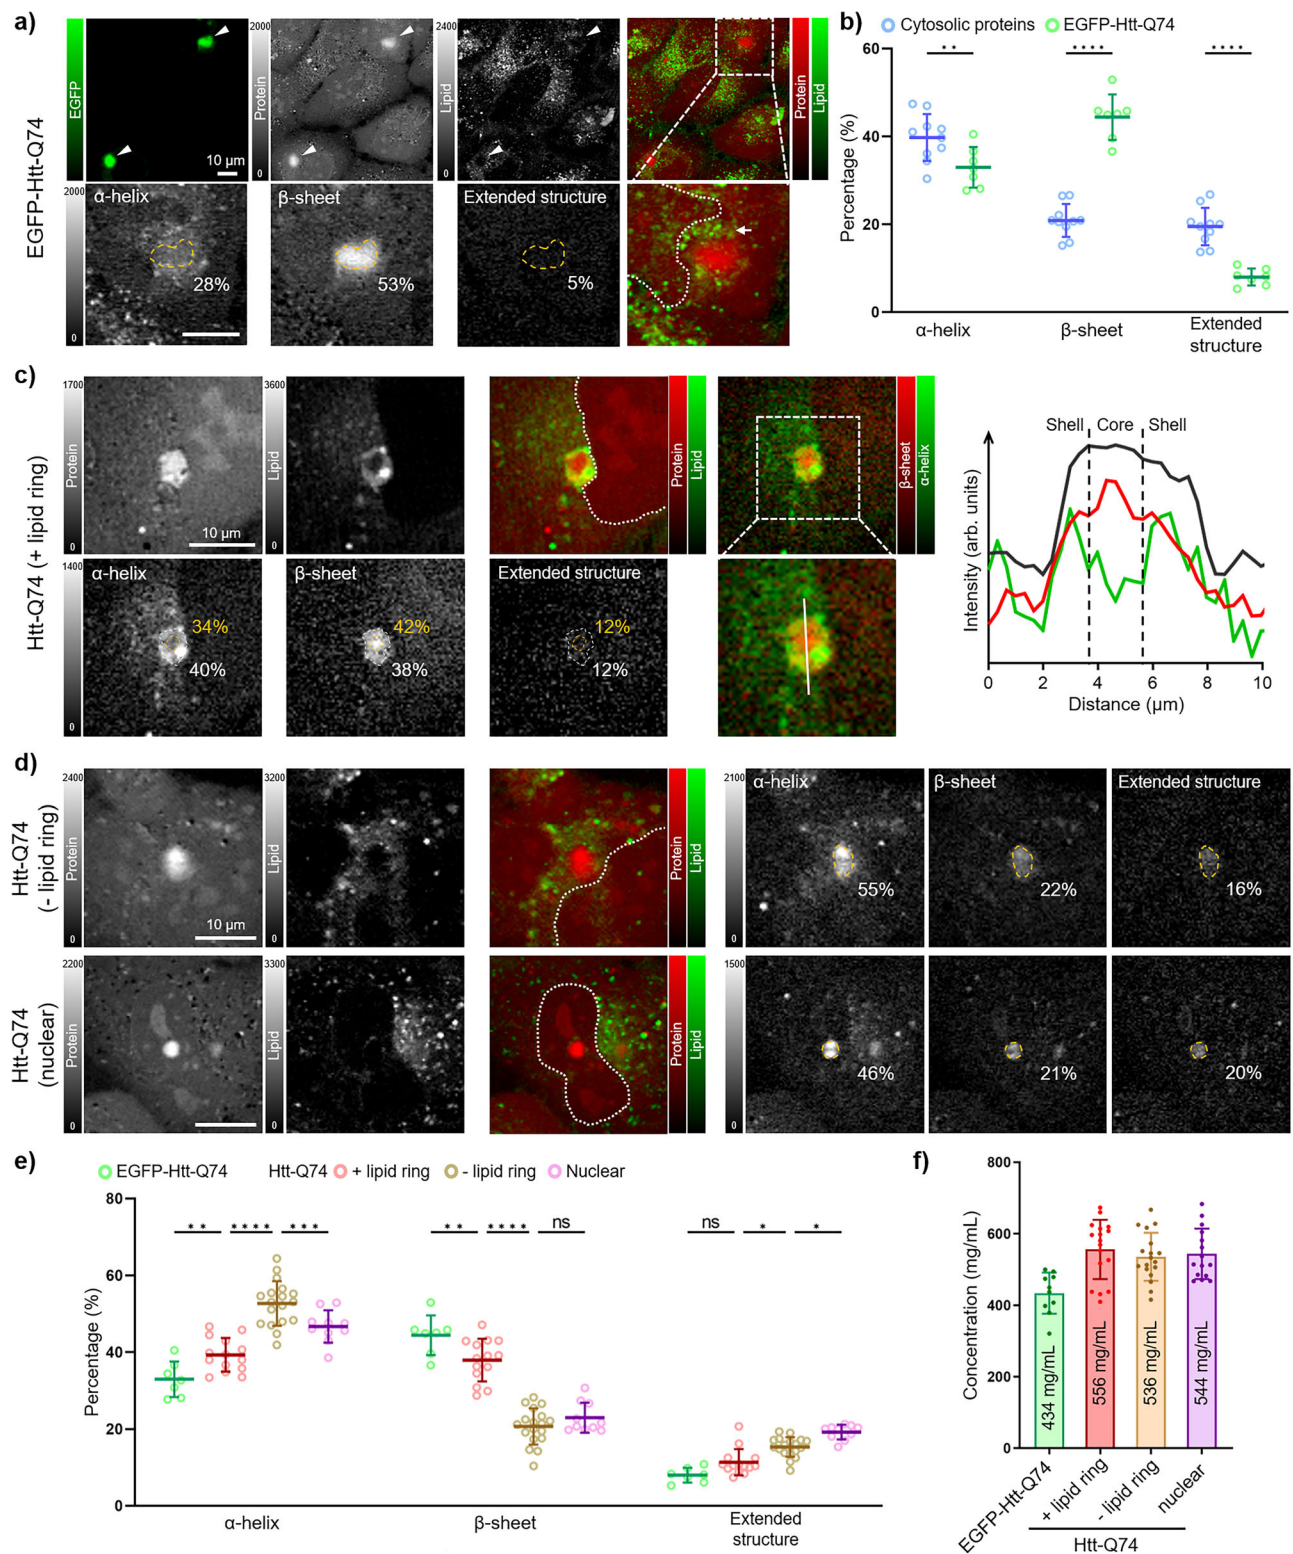 a)
EGFP-Htt-Q74
EGFP
10 µm
2000
Protein
0
2400
Lipid
0
Protein
Lipid
2000
0
α-helix
28%
β-sheet
53%
Extended structure
5%
b)
Cytosolic proteins
EGFP-Htt-Q74
Percentage (%)
60
40
20
0
**
****
****
α-helix
β-sheet
Extended
structure
c)
Htt-Q74 (+ lipid ring)
1700
Protein
0
10 µm
3600
Lipid
0
Protein
Lipid
β-sheet
α-helix
1400
0
α-helix
34%
40%
β-sheet
42%
38%
Extended structure
12%
12%
Intensity (arb. units)
Shell
Core
Shell
0 2 4 6 8 10
Distance (µm)
d)
Htt-Q74
(- lipid ring)
2400
Protein
0
10 µm
3200
Lipid
0
Protein
Lipid
2100
0
α-helix
55%
β-sheet
22%
Extended structure
16%
Htt-Q74
(nuclear)
2200
Protein
0
3300
Lipid
0
Protein
Lipid
1500
0
46%
21%
20%
e)
EGFP-Htt-Q74
Htt-Q74
+ lipid ring
- lipid ring
Nuclear
Percentage (%)
80
60
40
20
0
** **** ***
** **** ns
ns * *
α-helix
β-sheet
Extended
structure
f)
Concentration (mg/mL)
800
600
400
200
0
434 mg/mL
556 mg/mL
536 mg/mL
544 mg/mL
EGFP-Htt-Q74
+ lipid ring
- lipid ring
nuclear
Htt-Q74